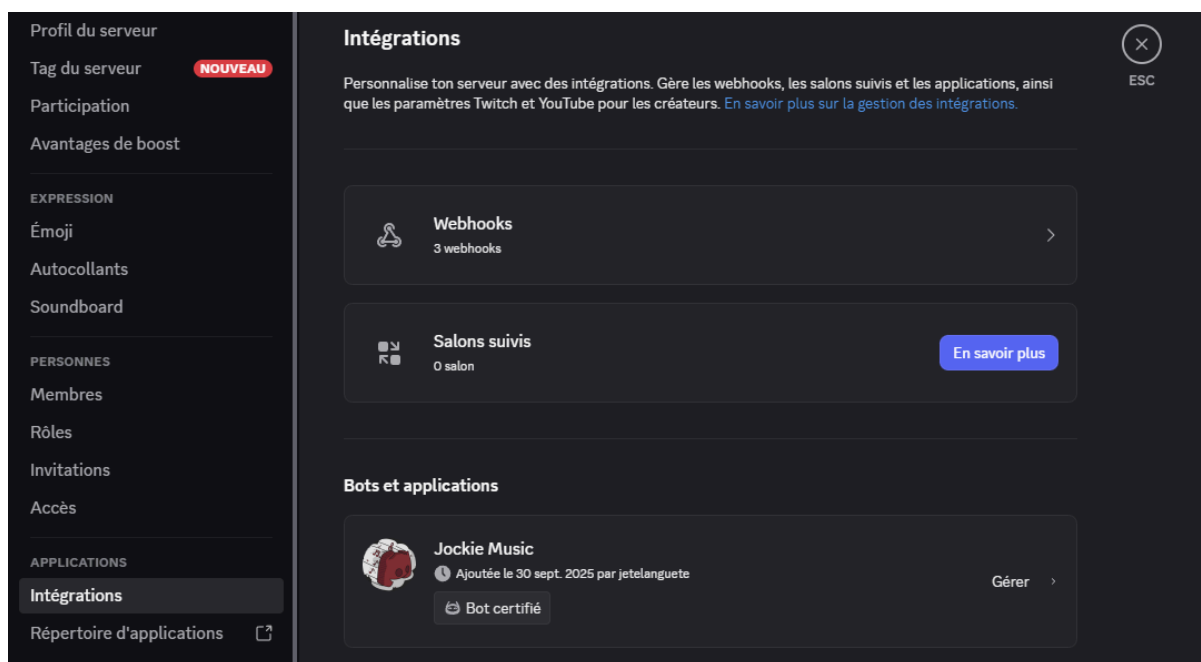 Profil du serveur
Tag du serveur NOUVEAU
Participation
Avantages de boost
EXPRESSION
Émoji
Autocollants
Soundboard
PERSONNES
Membres
Rôles
Invitations
Accès
APPLICATIONS
Intégrations
Répertoire d'applications
Intégrations
Personnalise ton serveur avec des intégrations. Gère les webhooks, les salons suivis et les applications, ainsi
que les paramètres Twitch et YouTube pour les créateurs. En savoir plus sur la gestion des intégrations.
ESC
Webhooks
3 webhooks
Salons suivis
0 salon
En savoir plus
Bots et applications
Jockie Music
Ajoutée le 30 sept. 2025 par jetelanguete
Bot certifié
Gérer